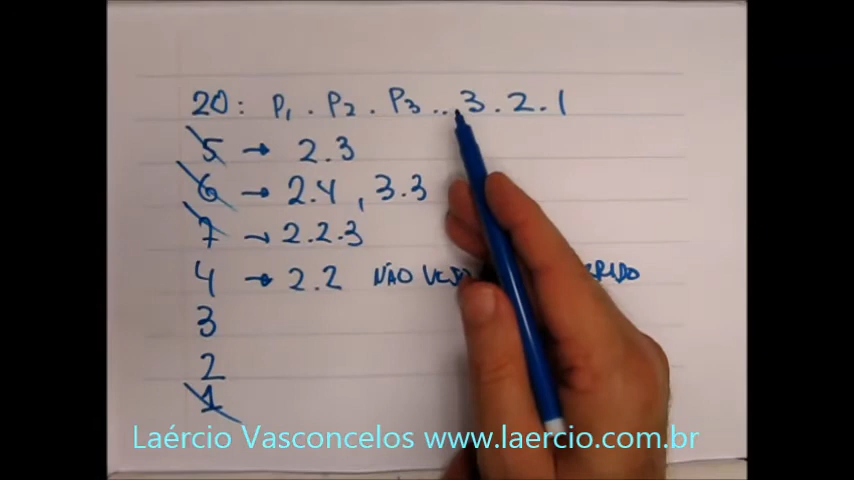 20: P₁ . P₂ . P₃ ... 3 . 2 . 1
5 → 2.3
6 → 2.4 , 3.3
7 → 2.2.3
4 → 2.2 NÃO
3
2
1
Laércio Vasconcelos www.laercio.com.br